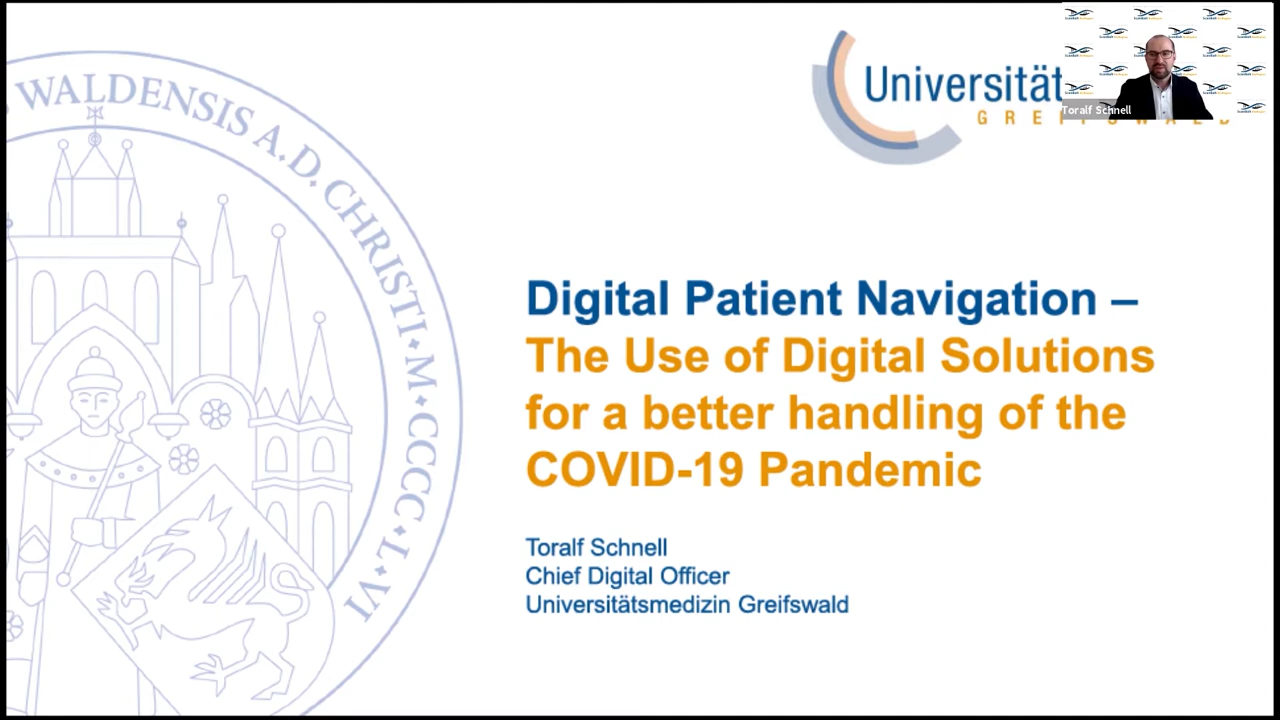 WALDENSIS A.D. CHRISTI·M·CCCC·L·VI
Universität
GREIFSWALD
Toralf Schnell
Digital Patient Navigation –
The Use of Digital Solutions
for a better handling of the
COVID-19 Pandemic
Toralf Schnell
Chief Digital Officer
Universitätsmedizin Greifswald